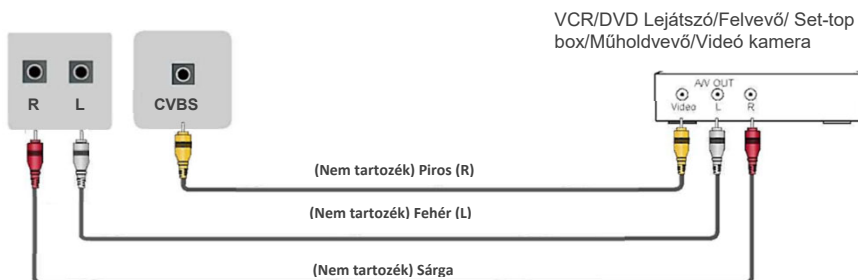 VCR/DVD Lejátszó/Felvevő/ Set-top
box/Műholdvevő/Videó kamera
R L
CVBS
A/V OUT
Video L R
(Nem tartozék) Piros (R)
(Nem tartozék) Fehér (L)
(Nem tartozék) Sárga